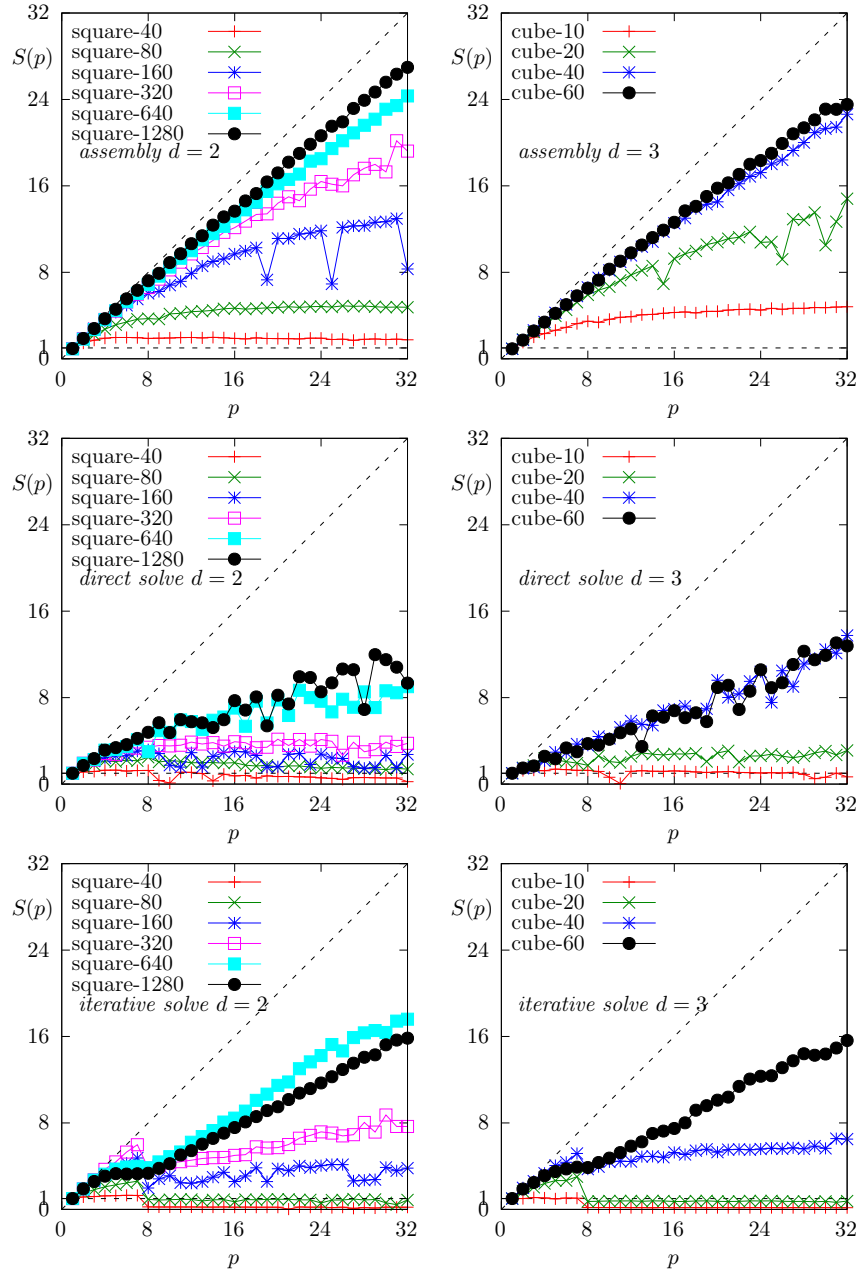 32
24
16
8
1
0
S(p)
square-40
square-80
square-160
square-320
square-640
square-1280
assembly d = 2
0 8 16 24 32
p
32
24
16
8
1
0
S(p)
cube-10
cube-20
cube-40
cube-60
assembly d = 3
0 8 16 24 32
p
32
24
16
8
1
0
S(p)
square-40
square-80
square-160
square-320
square-640
square-1280
direct solve d = 2
0 8 16 24 32
p
32
24
16
8
1
0
S(p)
cube-10
cube-20
cube-40
cube-60
direct solve d = 3
0 8 16 24 32
p
32
24
16
8
1
0
S(p)
square-40
square-80
square-160
square-320
square-640
square-1280
iterative solve d = 2
0 8 16 24 32
p
32
24
16
8
1
0
S(p)
cube-10
cube-20
cube-40
cube-60
iterative solve d = 3
0 8 16 24 32
p